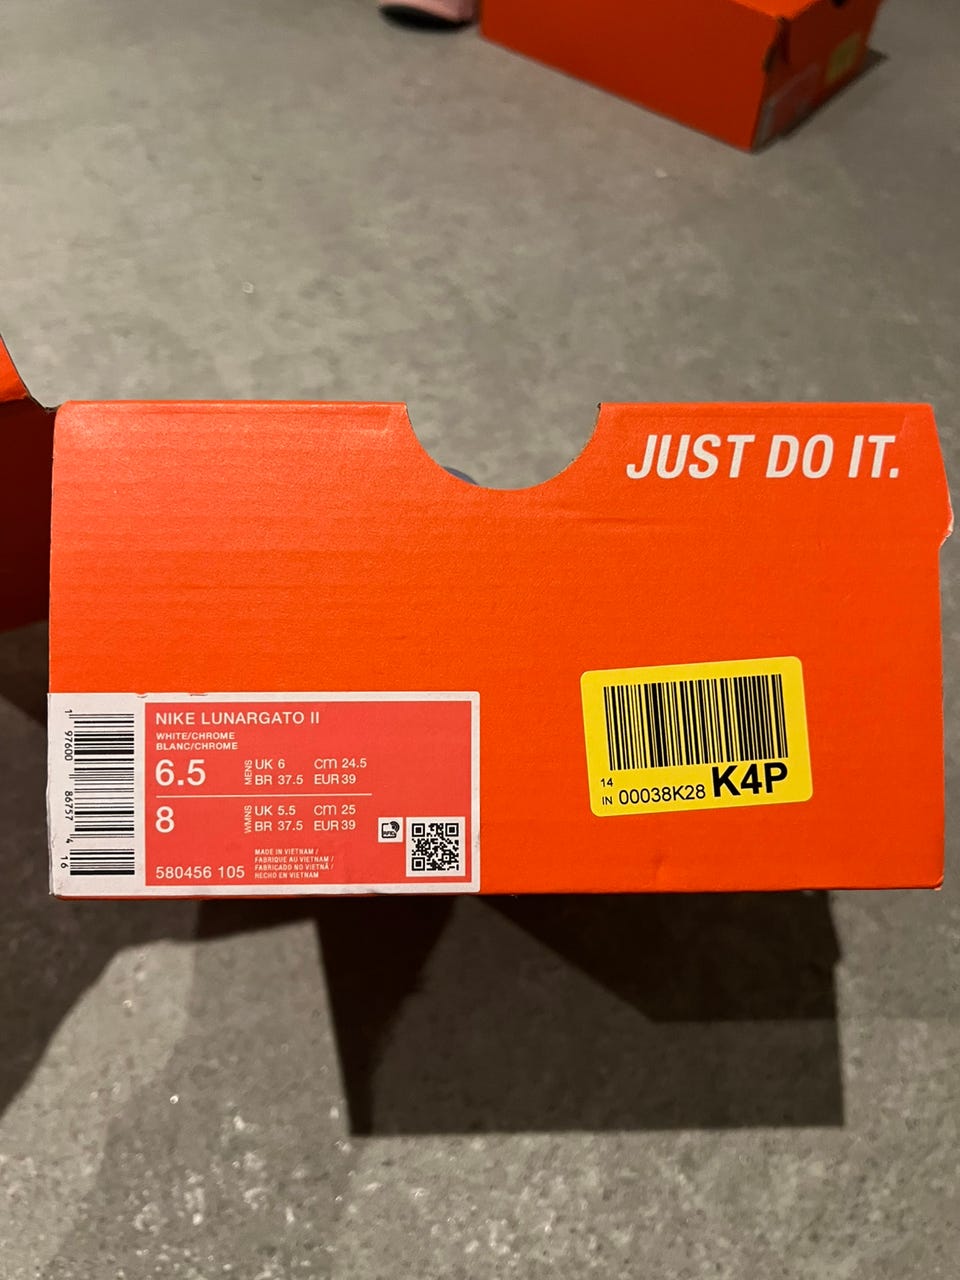 JUST DO IT.
14
IN 00038K28 K4P
1 97600 86757 4 16
NIKE LUNARGATO II
WHITE/CHROME
BLANC/CHROME
6.5 MENS UK 6 cm 24.5
BR 37.5 EUR 39
8 WMNS UK 5.5 cm 25
BR 37.5 EUR 39
580456 105
MADE IN VIETNAM /
FABRIQUE AU VIETNAM /
FABRICADO NO VIETNÃ /
HECHO EN VIETNAM